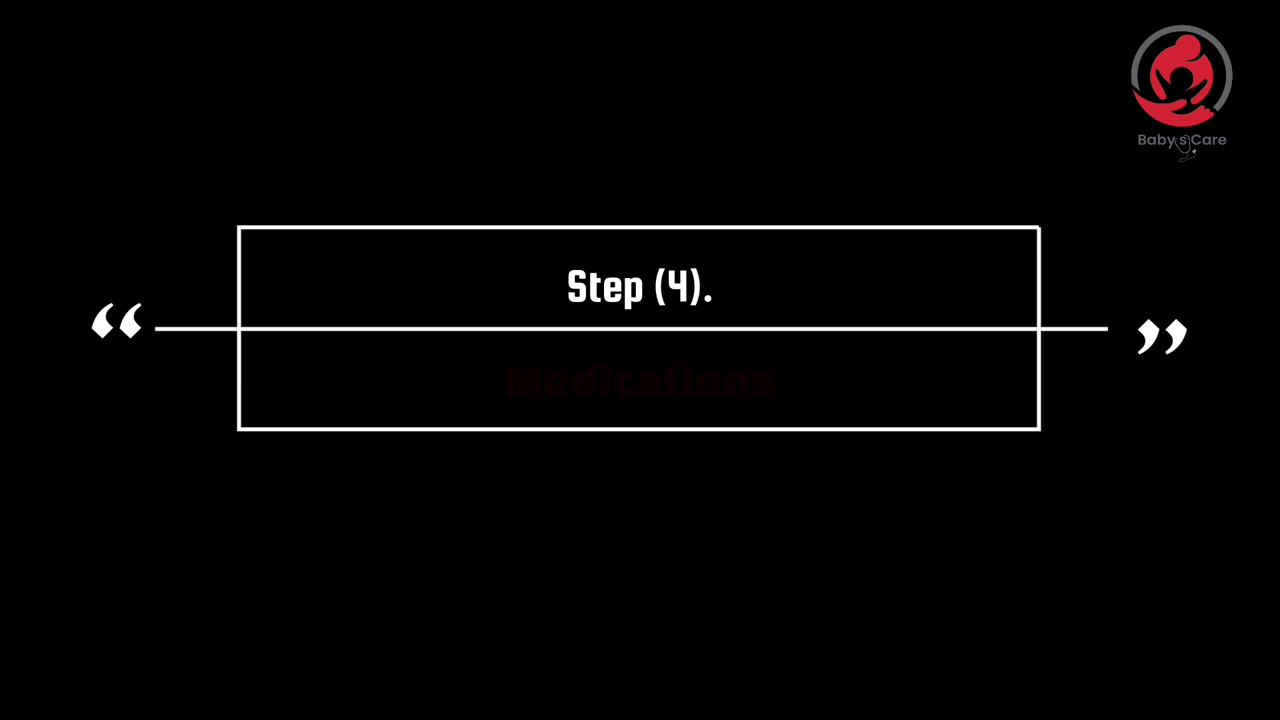 Baby's Care
“
Step (4).
”
Medications